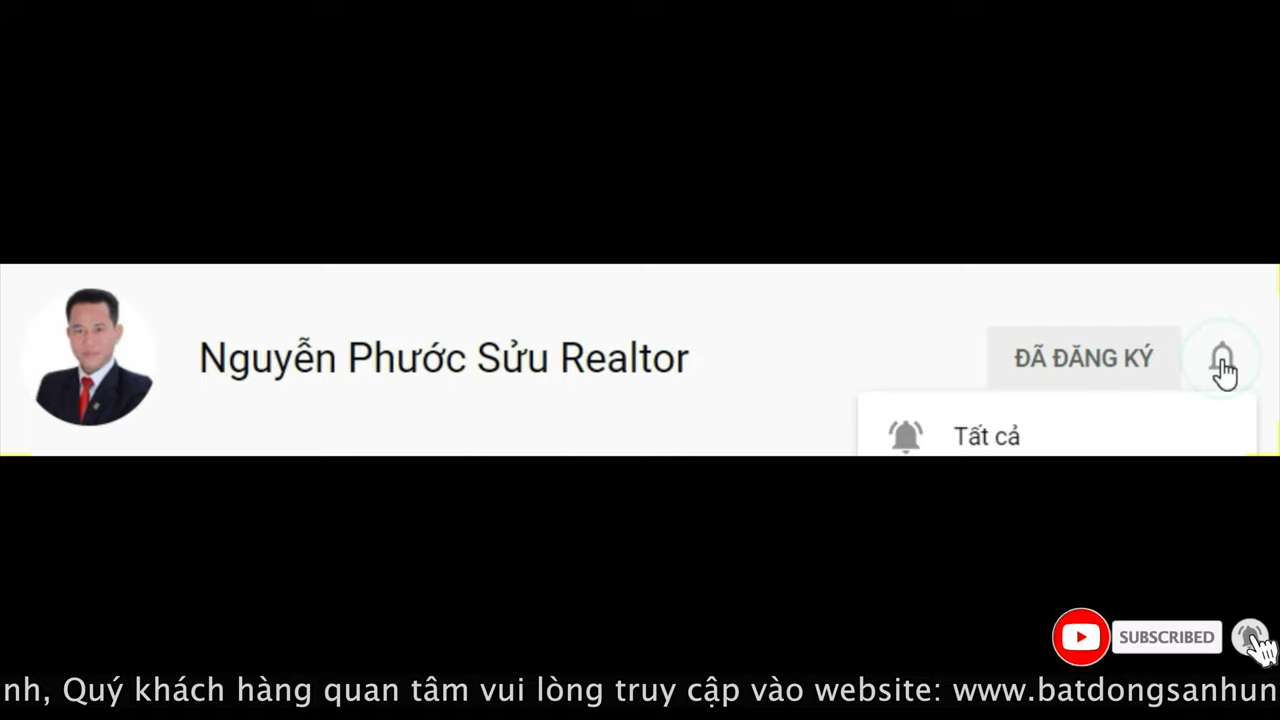 Nguyễn Phước Sửu Realtor
ĐÃ ĐĂNG KÝ
Tất cả
SUBSCRIBED
nh, Quý khách hàng quan tâm vui lòng truy cập vào website: www.batdongsanhun